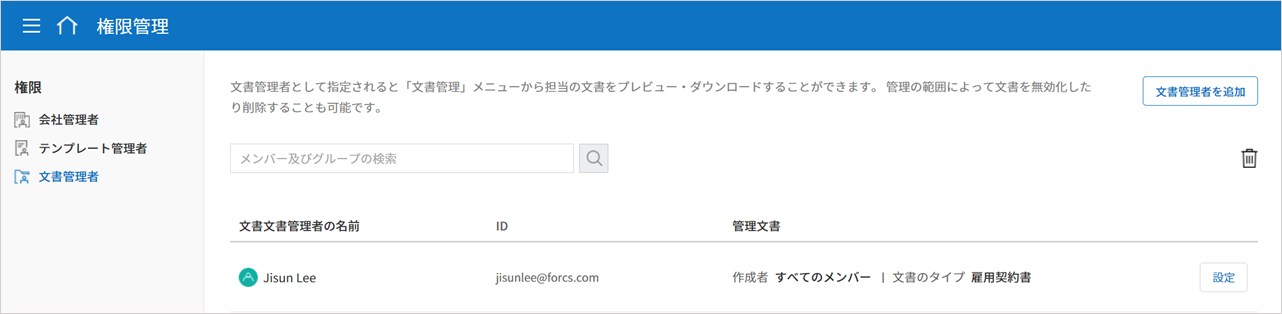 権限管理
権限
会社管理者
テンプレート管理者
文書管理者
文書管理者として指定されると「文書管理」メニューから担当の文書をプレビュー・ダウンロードすることができます。 管理の範囲によって文書を無効化した
り削除することも可能です。
文書管理者を追加
メンバー及びグループの検索
文書文書管理者の名前 ID 管理文書
Jisun Lee jisunlee@forcs.com 作成者 すべてのメンバー | 文書のタイプ 雇用契約書 設定